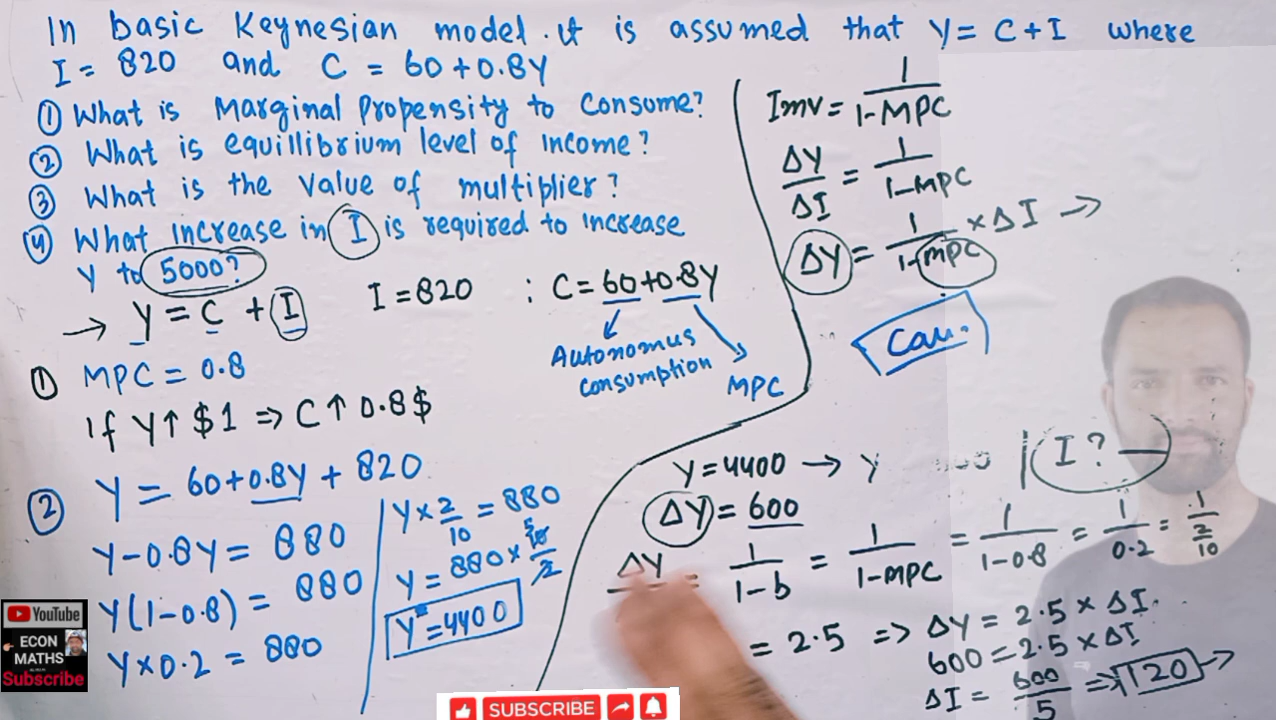 In basic Keynesian model. it is assumed that Y = C + I where
I = 820 and C = 60 + 0.8Y
① What is Marginal Propensity to Consume?
② What is equillibrium level of income?
③ What is the value of multiplier?
④ What increase in I is required to increase
Y to 5000?
→ Y = C + I   I = 820 : C = 60 + 0.8Y
Autonomus
Consumption
MPC
① MPC = 0.8
If Y↑ $1 ⇒ C↑ 0.8$
② Y = 60 + 0.8Y + 820
Y - 0.8Y = 880
Y(1 - 0.8) = 880
Y × 0.2 = 880
Y × 2/10 = 880
Y = 880 × 10/2 5
Y* = 4400
Imv = 1/1-MPC
ΔY/ΔI = 1/1-MPC
ΔY = 1/1-MPC × ΔI →
Y = 4400 → Y | I? —
ΔY = 600
ΔY = 1/1-b = 1/1-MPC = 1/1-0.8 = 1/0.2 = 1/2/10
= 2.5 ⇒ ΔY = 2.5 × ΔI.
600 = 2.5 × ΔI
ΔI = 600/5 ⇒ 120 →
YouTube
ECON
MATHS
Subscribe
SUBSCRIBE